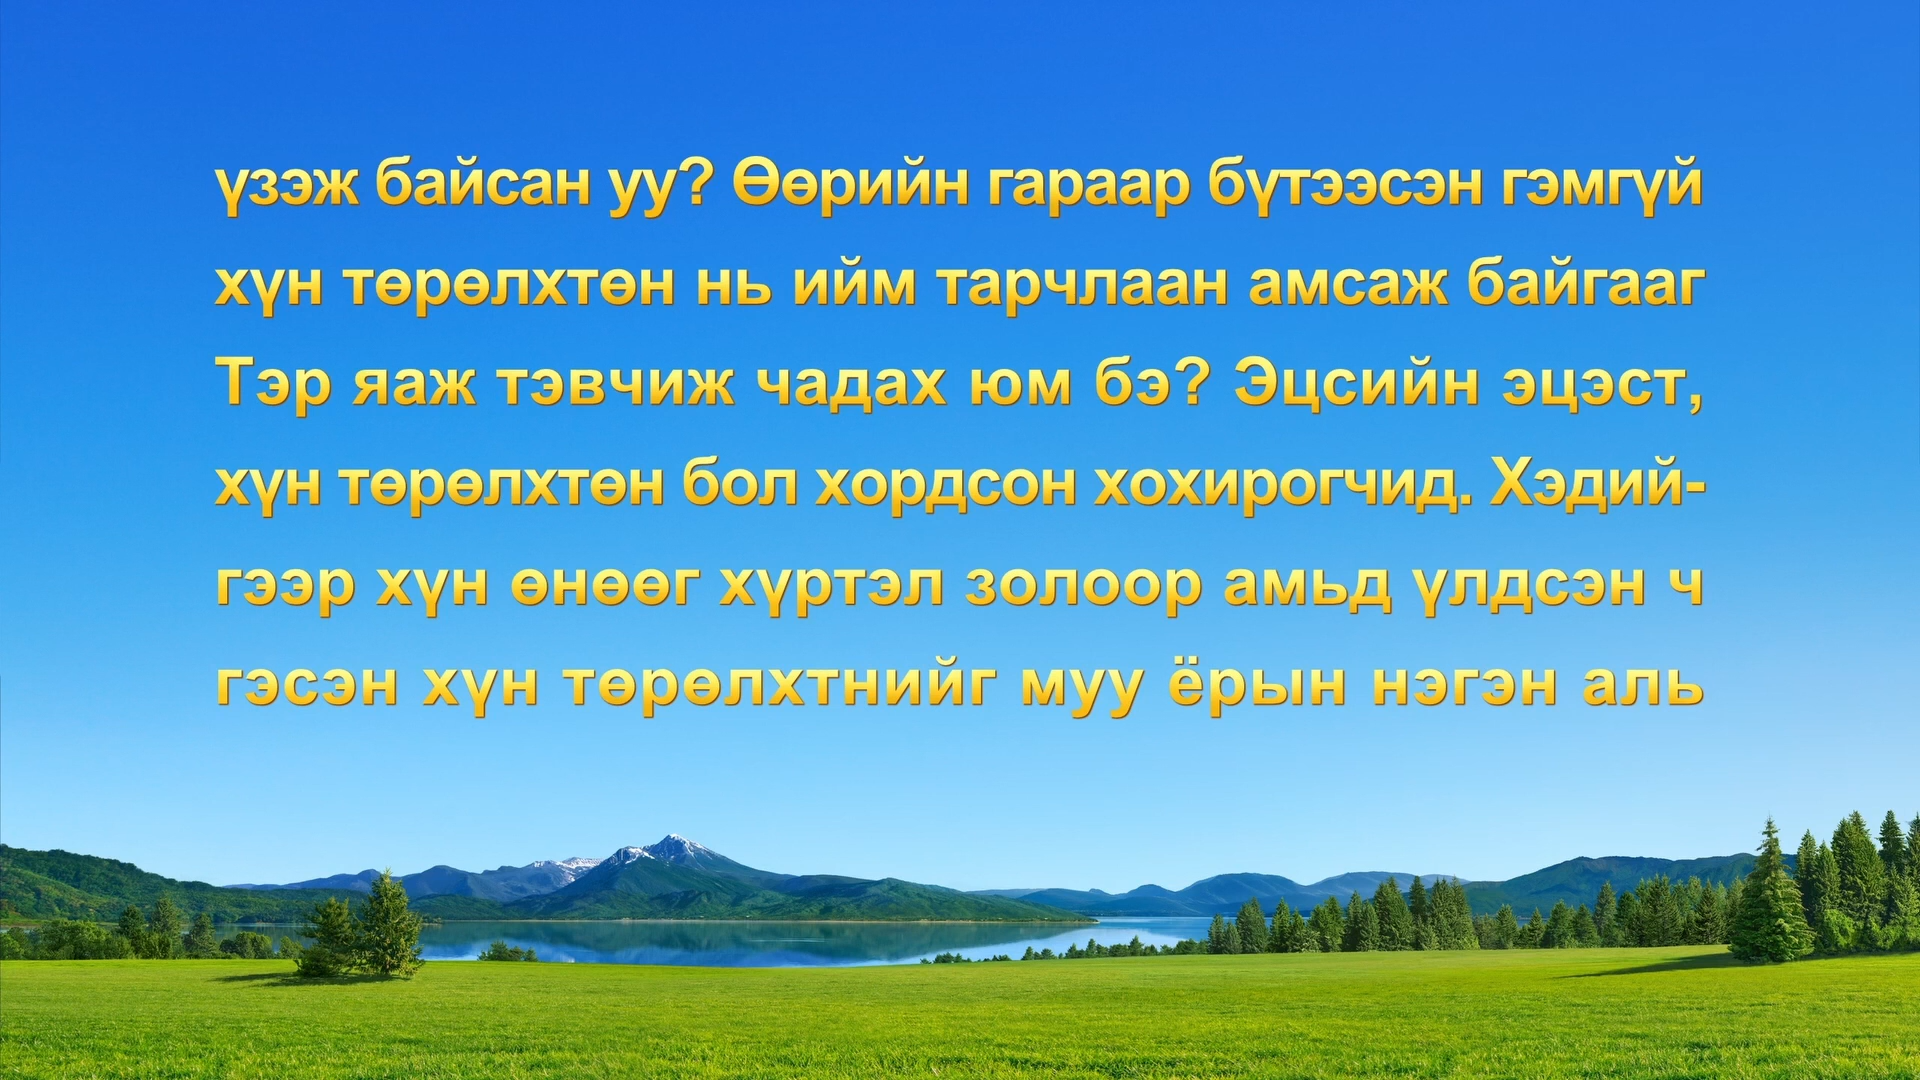 үзэж байсан уу? Өөрийн гараар бүтээсэн гэмгүй
хүн төрөлхтөн нь ийм тарчлаан амсаж байгааг
Тэр яаж тэвчиж чадах юм бэ? Эцсийн эцэст,
хүн төрөлхтөн бол хордсон хохирогчид. Хэдий-
гээр хүн өнөөг хүртэл золоор амьд үлдсэн ч
гэсэн хүн төрөлхтнийг муу ёрын нэгэн аль